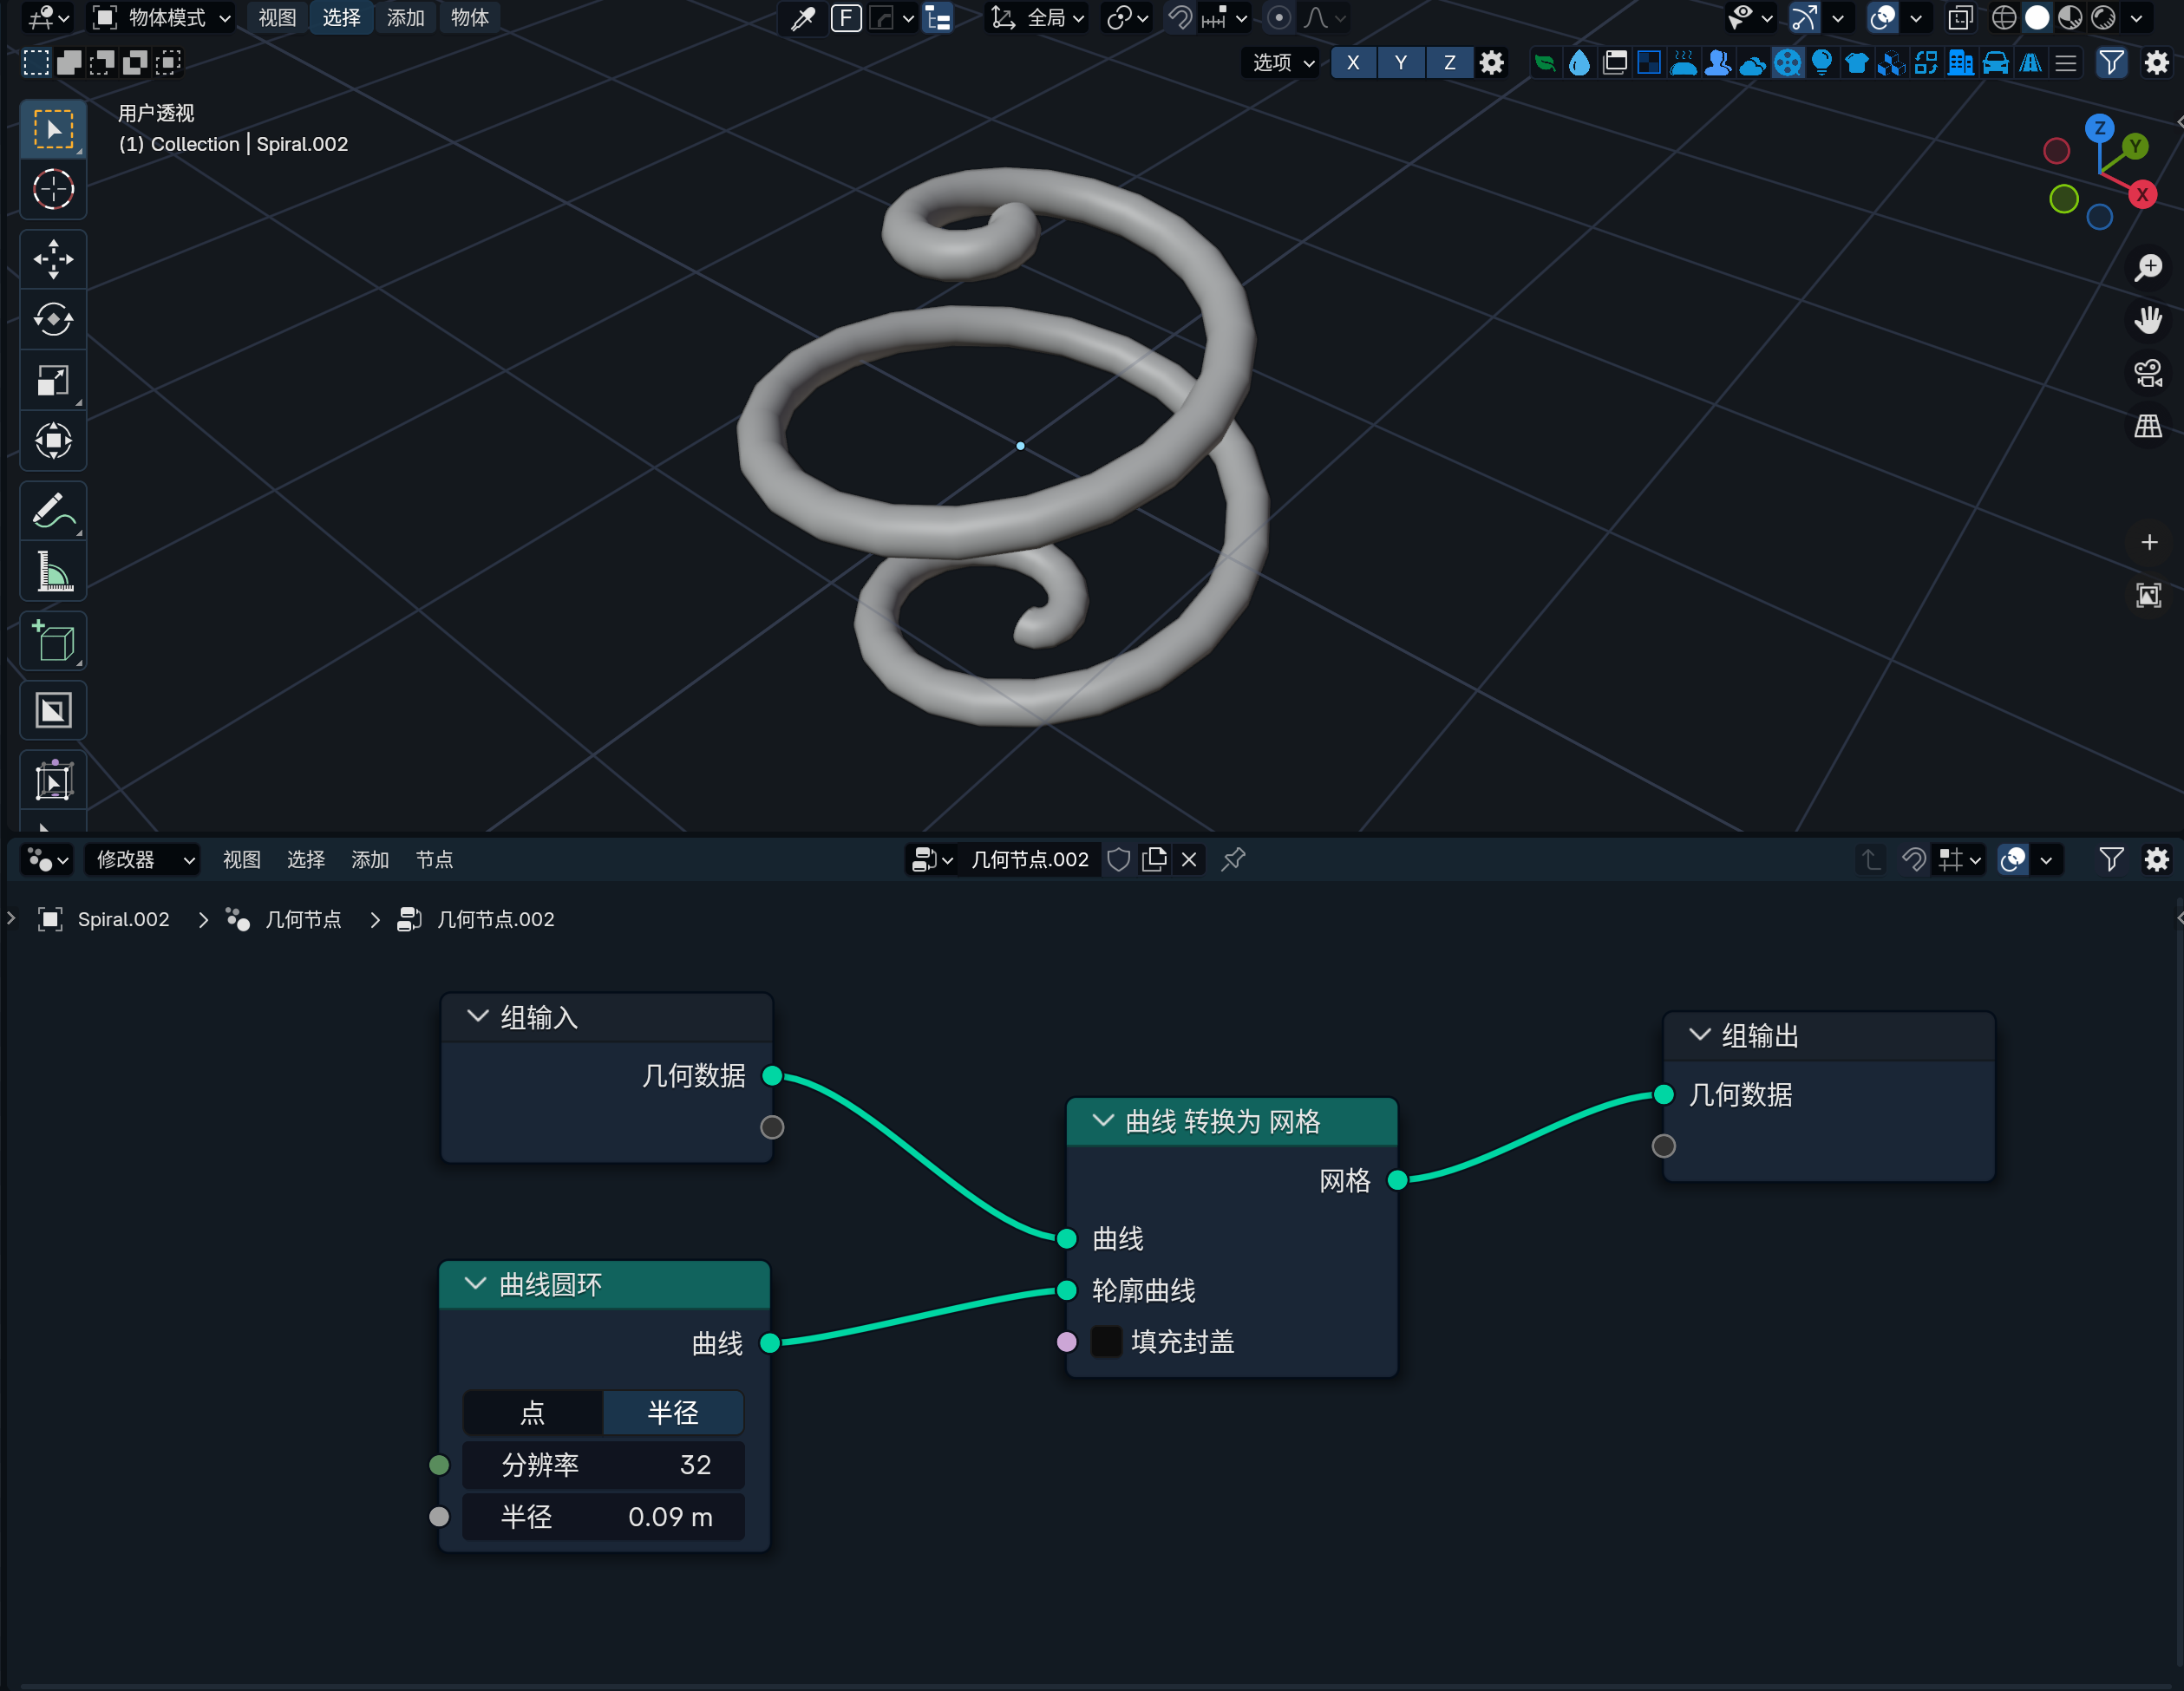 物体模式 视图 选择 添加 物体 F 全局
选项 X Y Z
用户透视
(1) Collection | Spiral.002
Z
Y
X
修改器 视图 选择 添加 节点 几何节点.002
Spiral.002 几何节点 几何节点.002
组输入
几何数据
组输出
几何数据
曲线 转换为 网格
网格
曲线
轮廓曲线
填充封盖
曲线圆环
曲线
点 半径
分辨率 32
半径 0.09 m